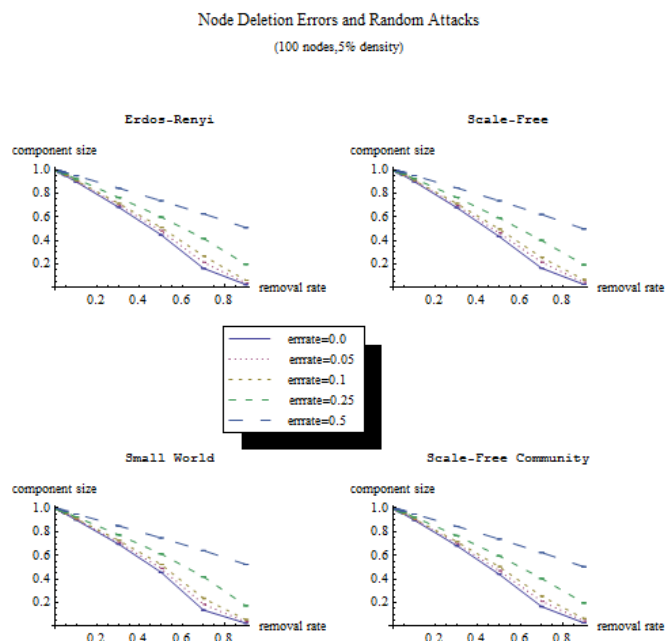 Node Deletion Errors and Random Attacks
(100 nodes,5% density)
Erdos-Renyi
component size
1.0
0.8
0.6
0.4
0.2
0.2 0.4 0.6 0.8
removal rate
Scale-Free
component size
1.0
0.8
0.6
0.4
0.2
0.2 0.4 0.6 0.8
removal rate
errrate=0.0
errrate=0.05
errrate=0.1
errrate=0.25
errrate=0.5
Small World
component size
1.0
0.8
0.6
0.4
0.2
0.2 0.4 0.6 0.8
removal rate
Scale-Free Community
component size
1.0
0.8
0.6
0.4
0.2
0.2 0.4 0.6 0.8
removal rate